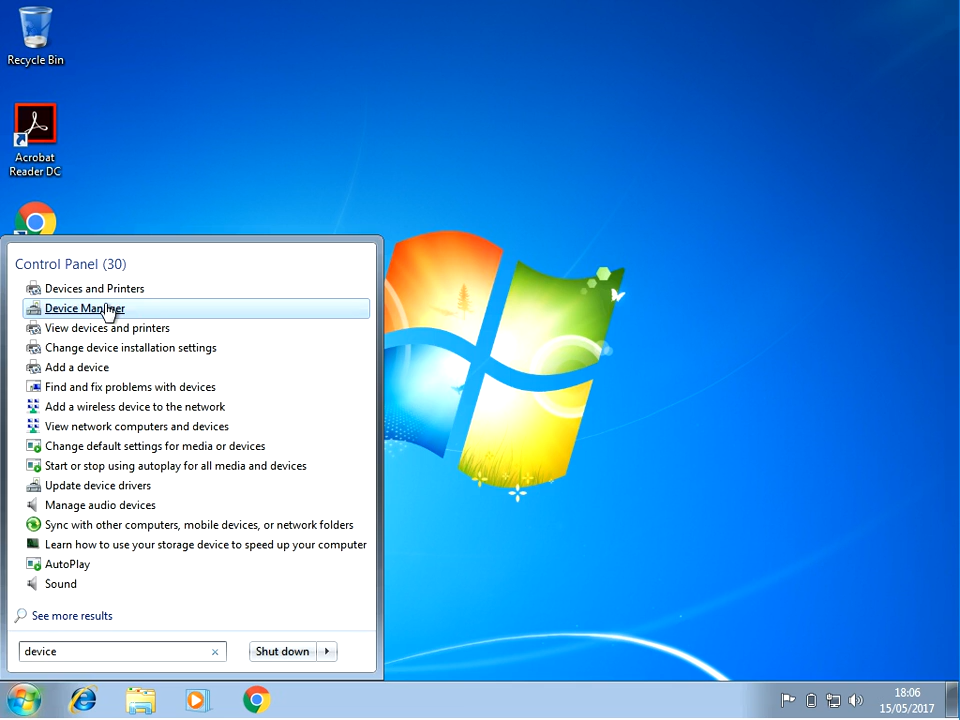 Recycle Bin
Acrobat
Reader DC
Control Panel (30)
Devices and Printers
Device Manager
View devices and printers
Change device installation settings
Add a device
Find and fix problems with devices
Add a wireless device to the network
View network computers and devices
Change default settings for media or devices
Start or stop using autoplay for all media and devices
Update device drivers
Manage audio devices
Sync with other computers, mobile devices, or network folders
Learn how to use your storage device to speed up your computer
AutoPlay
Sound
See more results
device
Shut down
18:06
15/05/2017